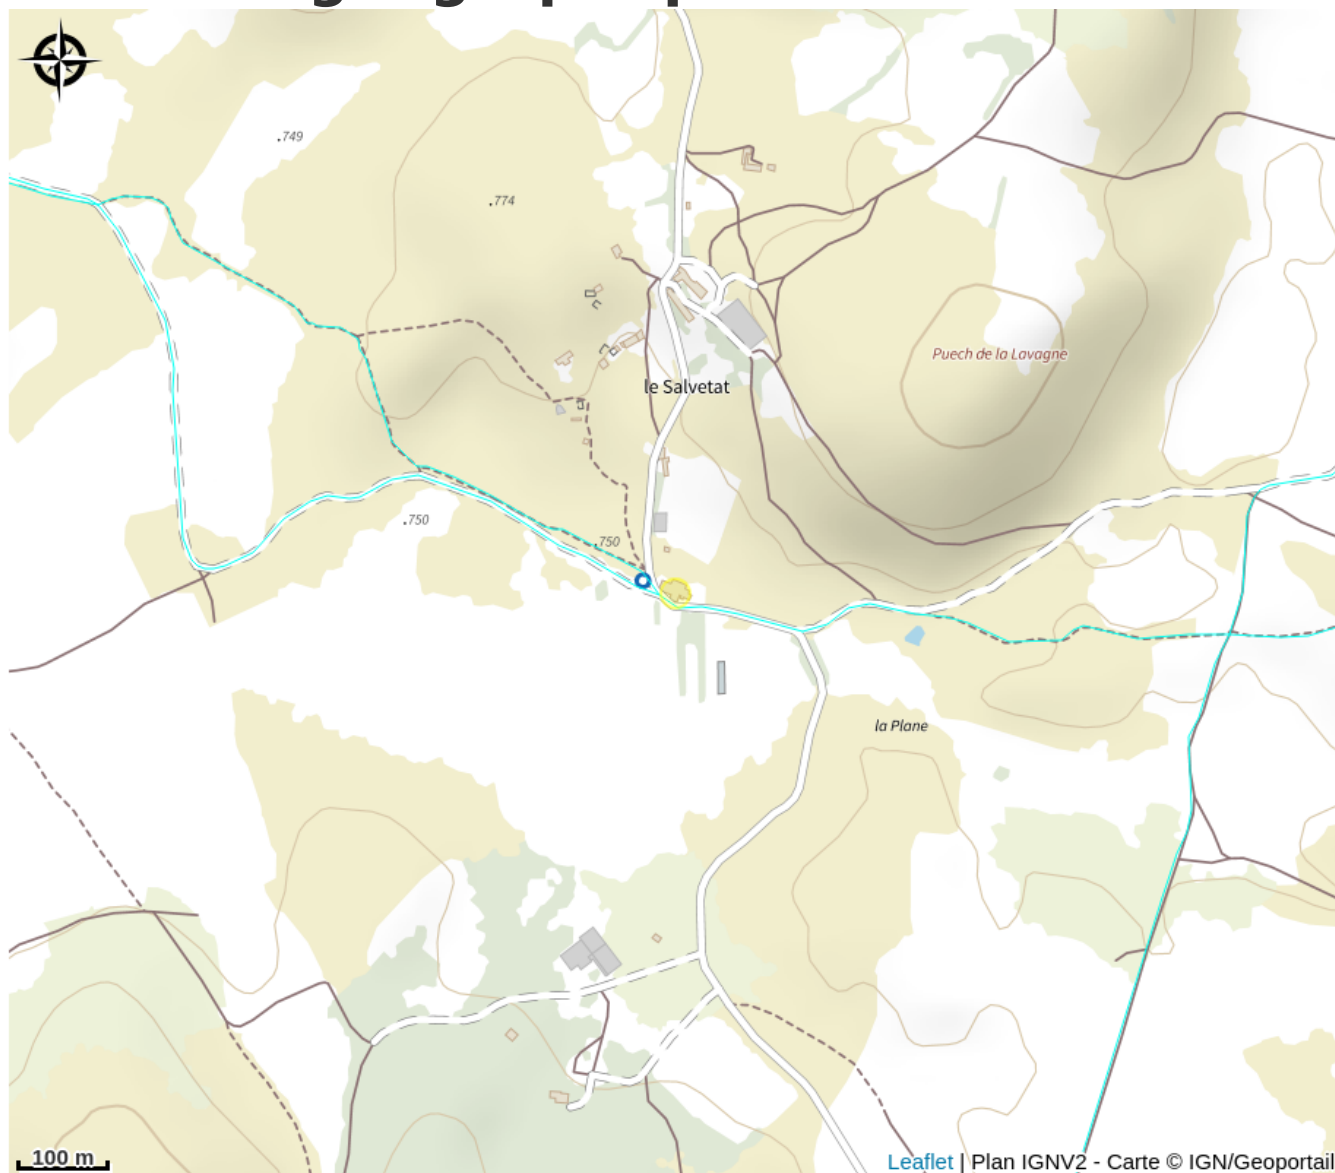 .749
.774
Puech de la Lavagne
le Salvetat
.750
.750
la Plane
100 m
Leaflet | Plan IGNV2 - Carte © IGN/Geoportail